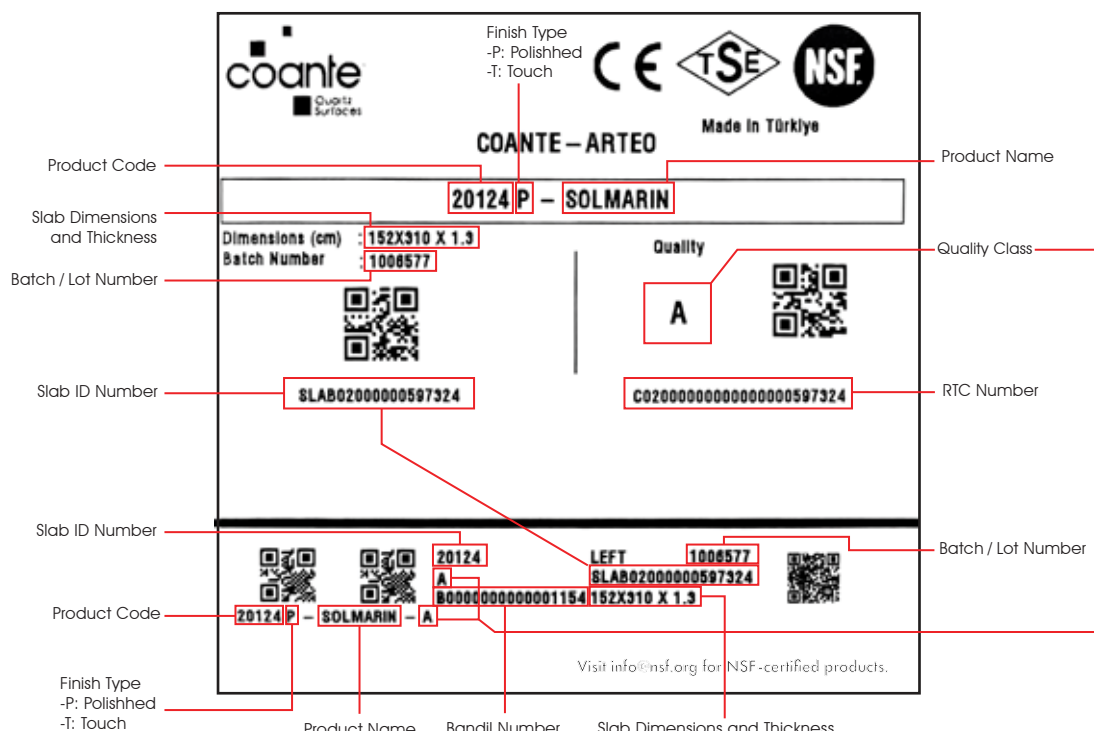 coante
Quartz
Surfaces
Finish Type
-P: Polishhed
-T: Touch
CE
TSE
NSF.
Made in Türkiye
COANTE – ARTEO
Product Code
Product Name
20124 P – SOLMARIN
Slab Dimensions
and Thickness
Dimensions (cm) : 152X310 X 1.3
Batch Number : 1006577
Batch / Lot Number
Quality
Quality Class
A
Slab ID Number
SLAB02000000597324
C02000000000000000597324
RTC Number
Slab ID Number
20124
LEFT
1006577
Batch / Lot Number
A
SLAB02000000597324
B0000000000001154
152X310 X 1.3
Product Code
20124 P – SOLMARIN – A
Visit info@nsf.org for NSF-certified products.
Finish Type
-P: Polishhed
-T: Touch
Product Name
Bandil Number
Slab Dimensions and Thickness